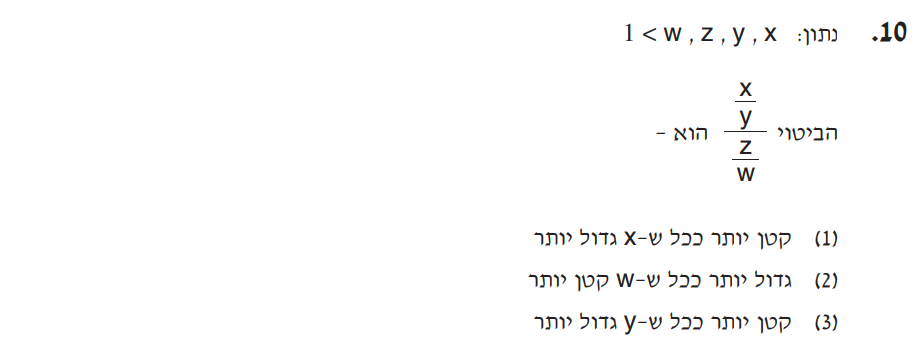 10. נתון: 1 < w , z , y , x
הביטוי \frac{\frac{x}{y}}{\frac{z}{w}} הוא -
(1) קטן יותר ככל ש-x גדול יותר
(2) גדול יותר ככל ש-w קטן יותר
(3) קטן יותר ככל ש-y גדול יותר